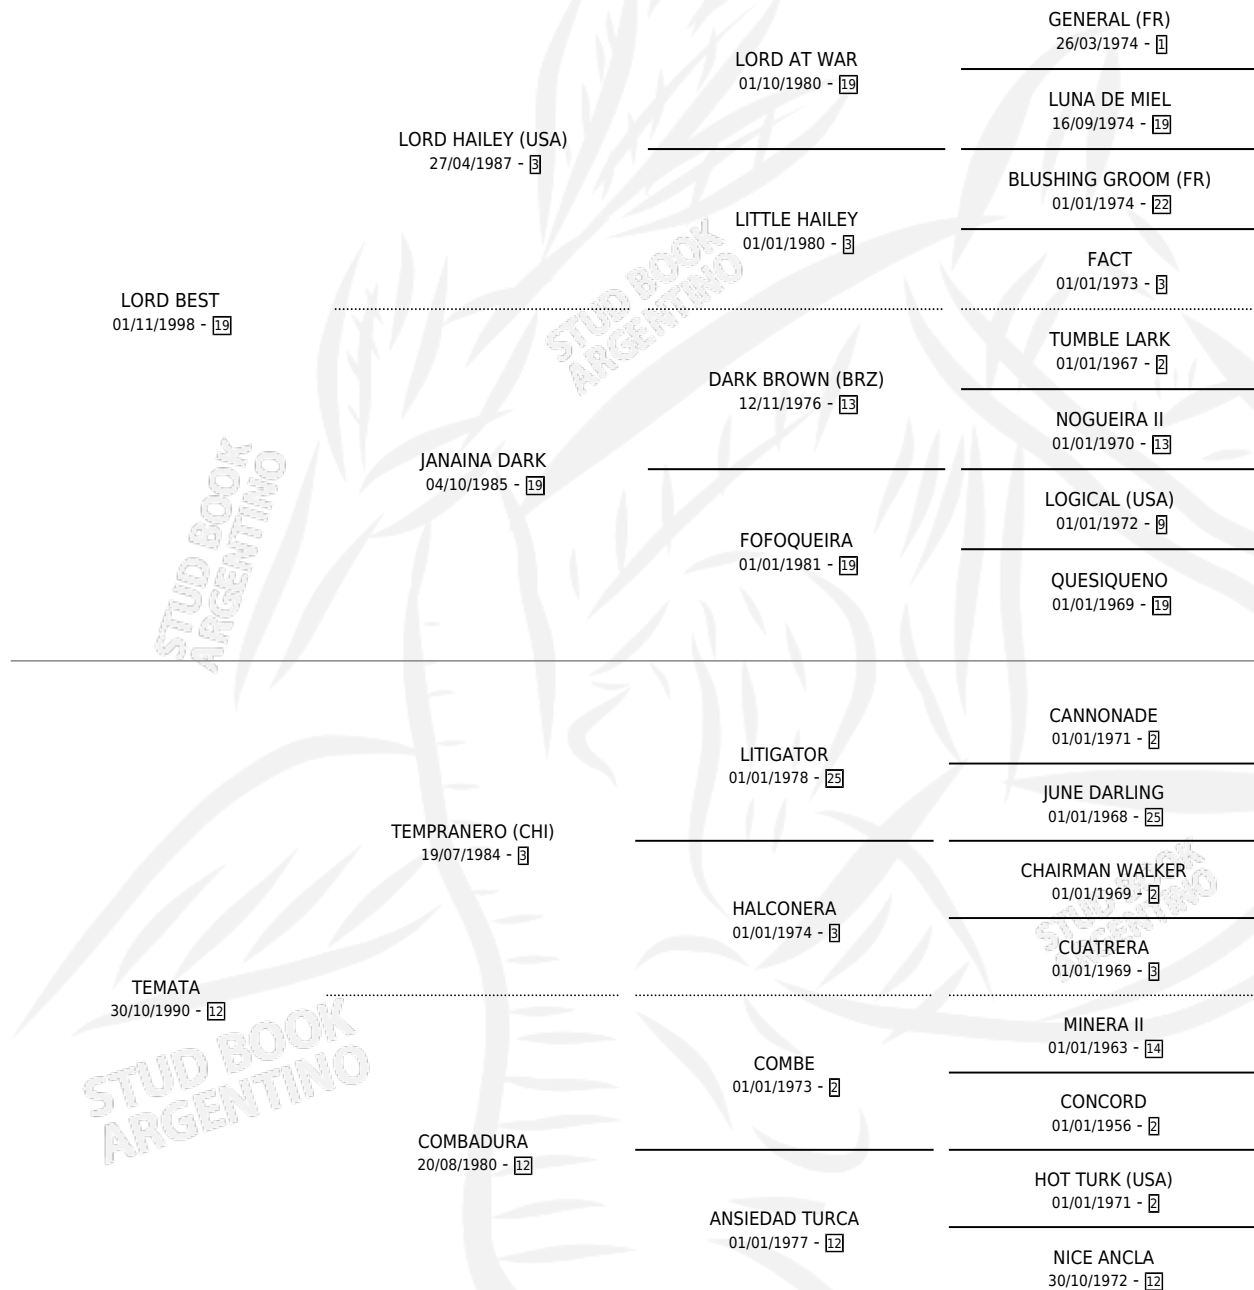 GENERAL (FR)
26/03/1974 - 1
LORD AT WAR
01/10/1980 - 19
LUNA DE MIEL
16/09/1974 - 19
LORD HAILEY (USA)
27/04/1987 - 3
BLUSHING GROOM (FR)
01/01/1974 - 22
LITTLE HAILEY
01/01/1980 - 3
FACT
01/01/1973 - 3
LORD BEST
01/11/1998 - 19
STUD BOOK
ARGENTINO
TUMBLE LARK
01/01/1967 - 2
DARK BROWN (BRZ)
12/11/1976 - 13
NOGUEIRA II
01/01/1970 - 13
JANAINA DARK
04/10/1985 - 19
LOGICAL (USA)
01/01/1972 - 9
FOFOQUEIRA
01/01/1981 - 19
QUESIQUENO
01/01/1969 - 19
STUD BOOK
ARGENTINO
CANNONADE
01/01/1971 - 2
LITIGATOR
01/01/1978 - 25
JUNE DARLING
01/01/1968 - 25
TEMPRANERO (CHI)
19/07/1984 - 3
CHAIRMAN WALKER
01/01/1969 - 2
HALCONERA
01/01/1974 - 3
CUATRERA
01/01/1969 - 3
STUD BOOK
ARGENTINO
TEMATA
30/10/1990 - 12
MINERA II
01/01/1963 - 14
COMBE
01/01/1973 - 2
CONCORD
01/01/1956 - 2
COMBADURA
20/08/1980 - 12
HOT TURK (USA)
01/01/1971 - 2
ANSIEDAD TURCA
01/01/1977 - 12
NICE ANCLA
30/10/1972 - 12
STUD BOOK
ARGENTINO